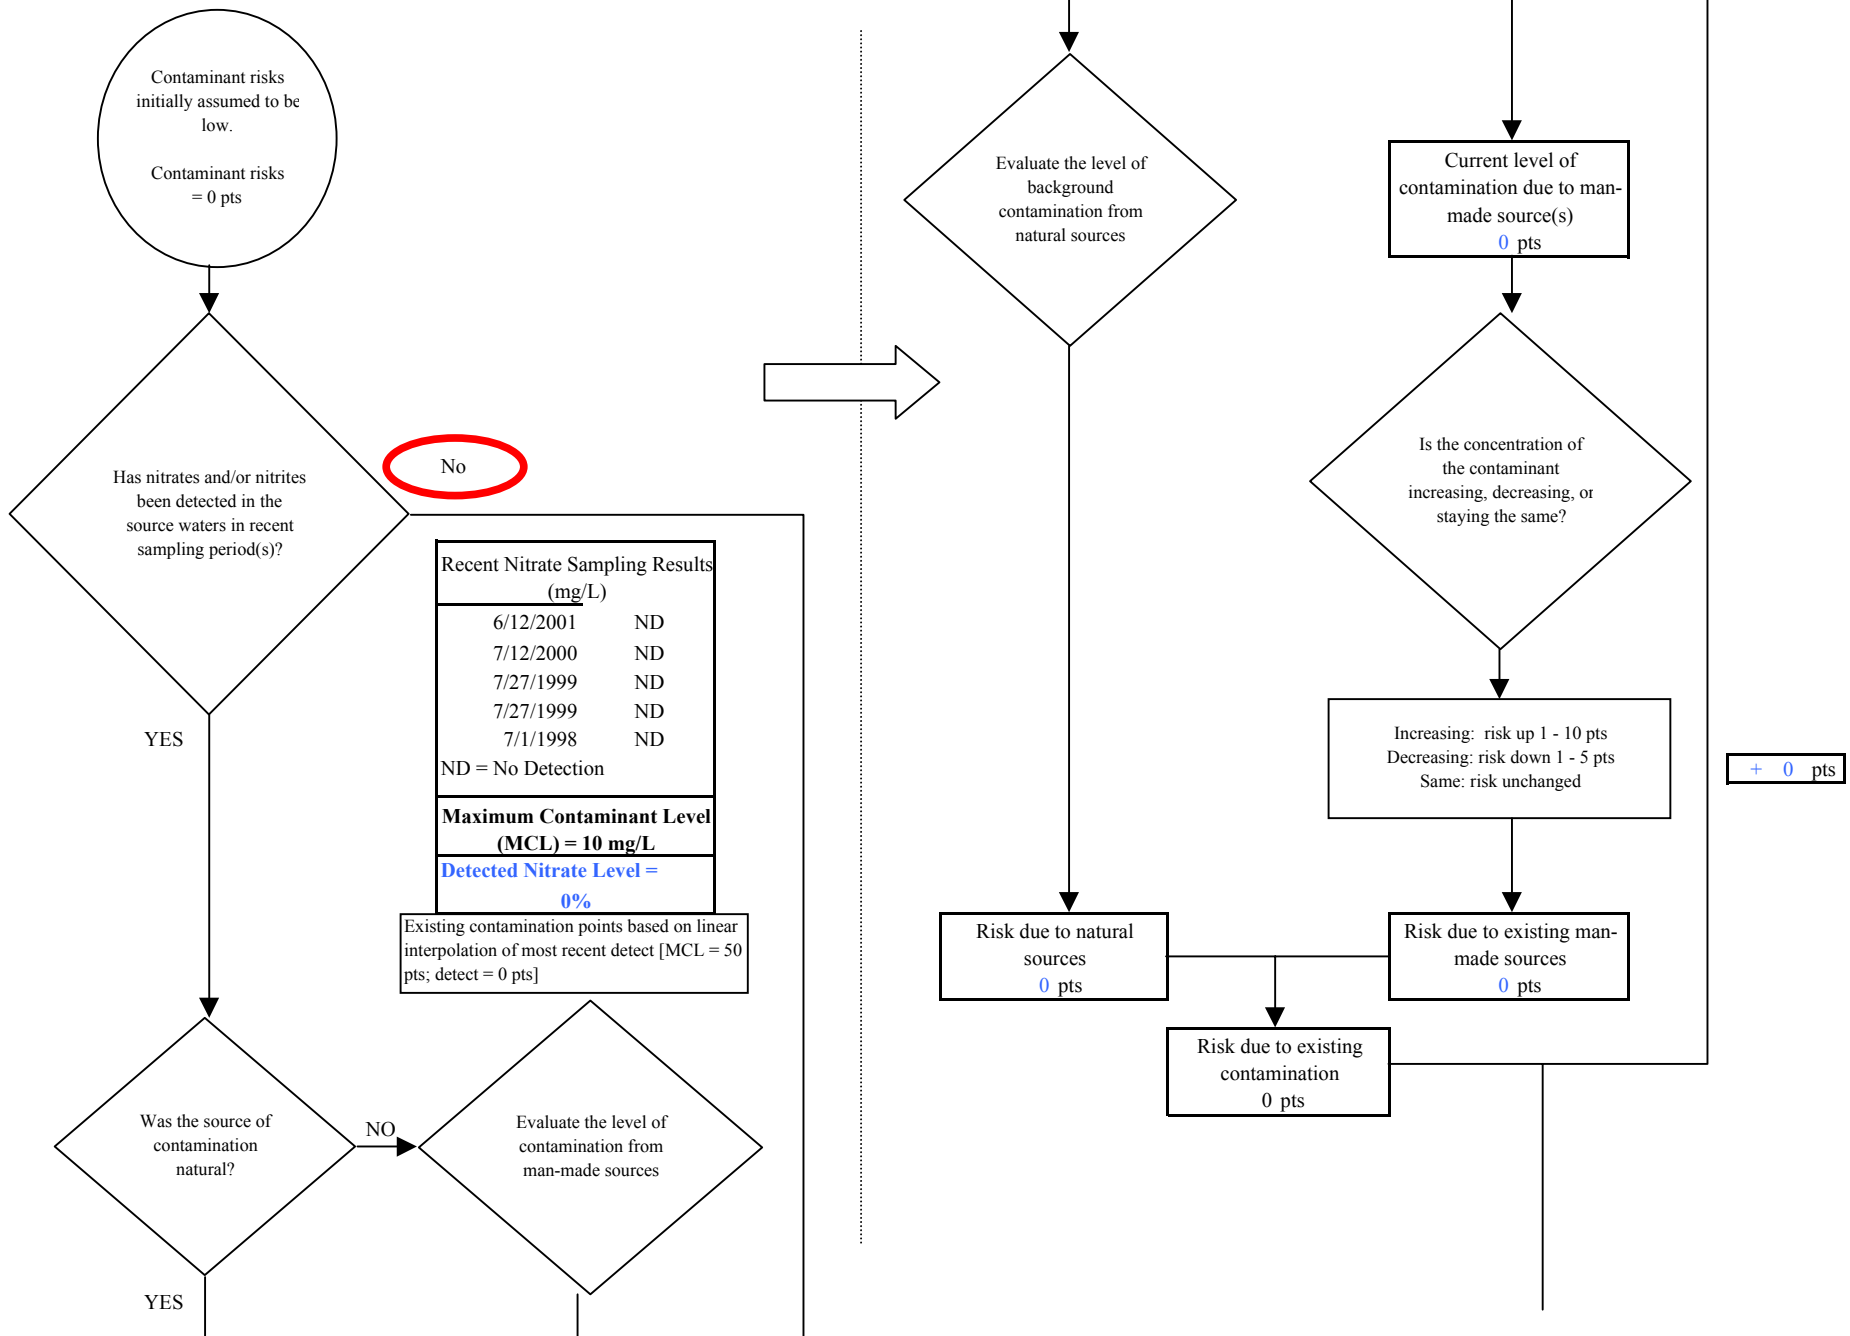 Contaminant risks
initially assumed to be
low.
Contaminant risks
= 0 pts
Has nitrates and/or nitrites
been detected in the
source waters in recent
sampling period(s)?
No
YES
Recent Nitrate Sampling Results
(mg/L)
6/12/2001 ND
7/12/2000 ND
7/27/1999 ND
7/27/1999 ND
7/1/1998 ND
ND = No Detection
Maximum Contaminant Level
(MCL) = 10 mg/L
Detected Nitrate Level =
0%
Existing contamination points based on linear
interpolation of most recent detect [MCL = 50
pts; detect = 0 pts]
Was the source of
contamination
natural?
NO
YES
Evaluate the level of
contamination from
man-made sources
Evaluate the level of
background
contamination from
natural sources
Current level of
contamination due to man-
made source(s)
0 pts
Is the concentration of
the contaminant
increasing, decreasing, or
staying the same?
Increasing: risk up 1 - 10 pts
Decreasing: risk down 1 - 5 pts
Same: risk unchanged
+ 0 pts
Risk due to natural
sources
0 pts
Risk due to existing man-
made sources
0 pts
Risk due to existing
contamination
0 pts